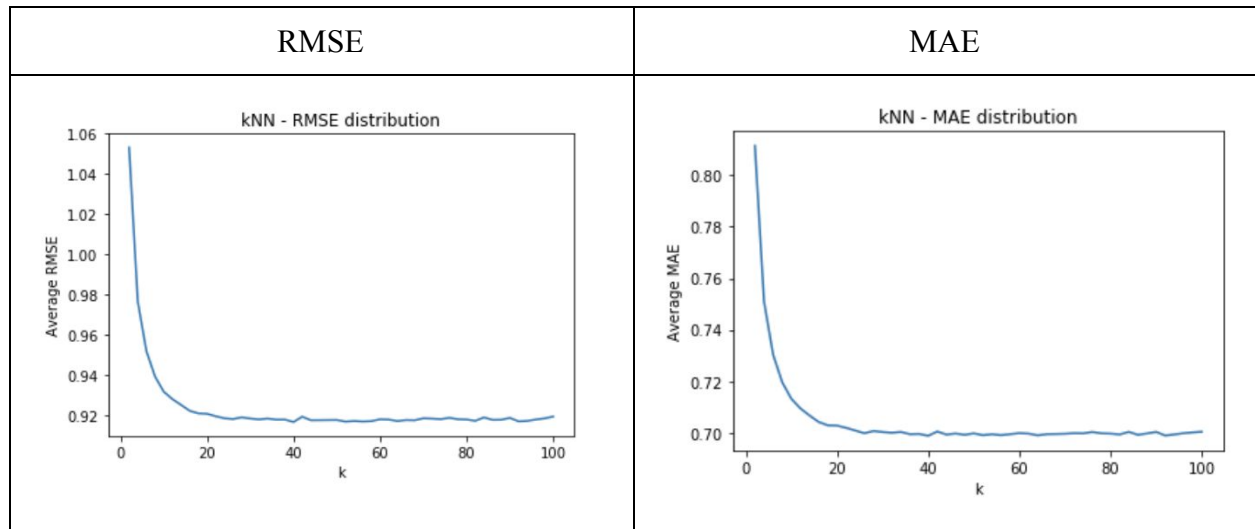 RMSE
MAE
kNN - RMSE distribution
1.06
1.04
1.02
1.00
0.98
0.96
0.94
0.92
Average RMSE
0 20 40 60 80 100
k
kNN - MAE distribution
0.80
0.78
0.76
0.74
0.72
0.70
Average MAE
0 20 40 60 80 100
k